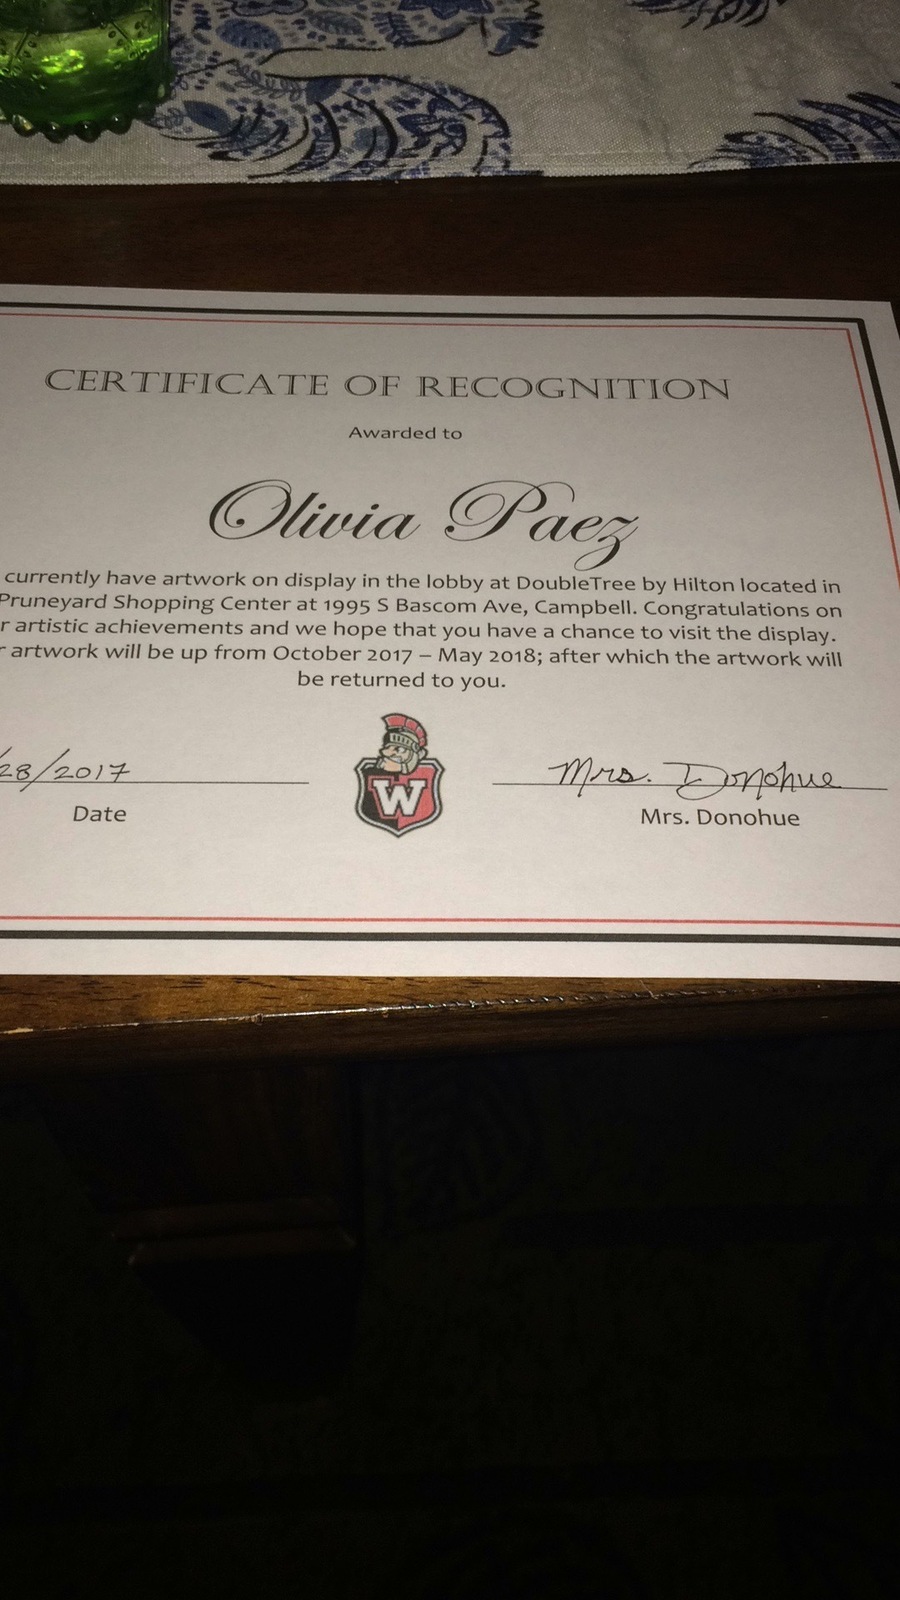 CERTIFICATE OF RECOGNITION
Awarded to
Olivia Paez
currently have artwork on display in the lobby at DoubleTree by Hilton located in
Pruneyard Shopping Center at 1995 S Bascom Ave, Campbell. Congratulations on
r artistic achievements and we hope that you have a chance to visit the display.
r artwork will be up from October 2017 – May 2018; after which the artwork will
be returned to you.
/28/2017
Mrs. Donohue
W
Date
Mrs. Donohue